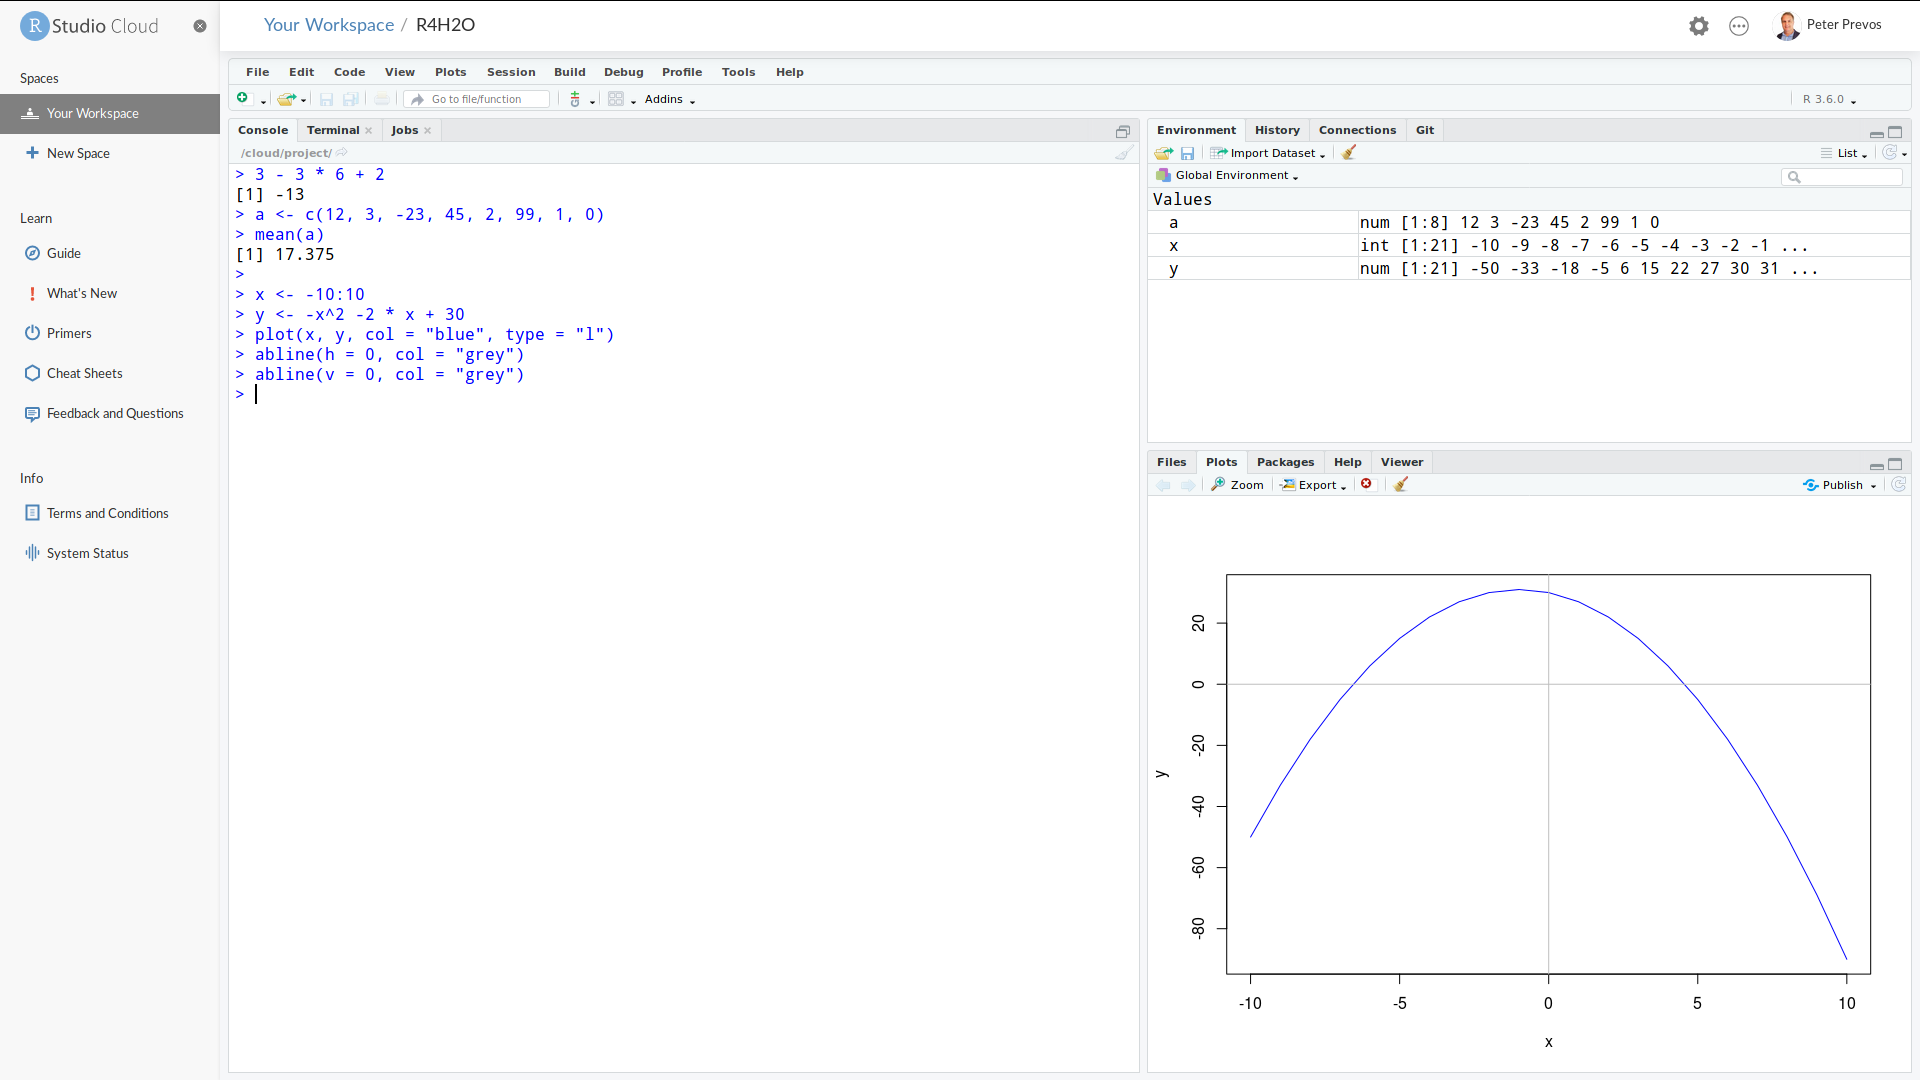 R Studio Cloud
Spaces
Your Workspace
New Space
Learn
Guide
What's New
Primers
Cheat Sheets
Feedback and Questions
Info
Terms and Conditions
System Status
Your Workspace / R4H2O
Peter Prevos
File Edit Code View Plots Session Build Debug Profile Tools Help
Go to file/function Addins R 3.6.0
Console Terminal Jobs
/cloud/project/
> 3 - 3 * 6 + 2
[1] -13
> a <- c(12, 3, -23, 45, 2, 99, 1, 0)
> mean(a)
[1] 17.375
>
> x <- -10:10
> y <- -x^2 -2 * x + 30
> plot(x, y, col = "blue", type = "l")
> abline(h = 0, col = "grey")
> abline(v = 0, col = "grey")
>
Environment History Connections Git
Import Dataset List
Global Environment
Values
a num [1:8] 12 3 -23 45 2 99 1 0
x int [1:21] -10 -9 -8 -7 -6 -5 -4 -3 -2 -1 ...
y num [1:21] -50 -33 -18 -5 6 15 22 27 30 31 ...
Files Plots Packages Help Viewer
Zoom Export Publish
20
0
-20
-40
-60
-80
y
-10 -5 0 5 10
x